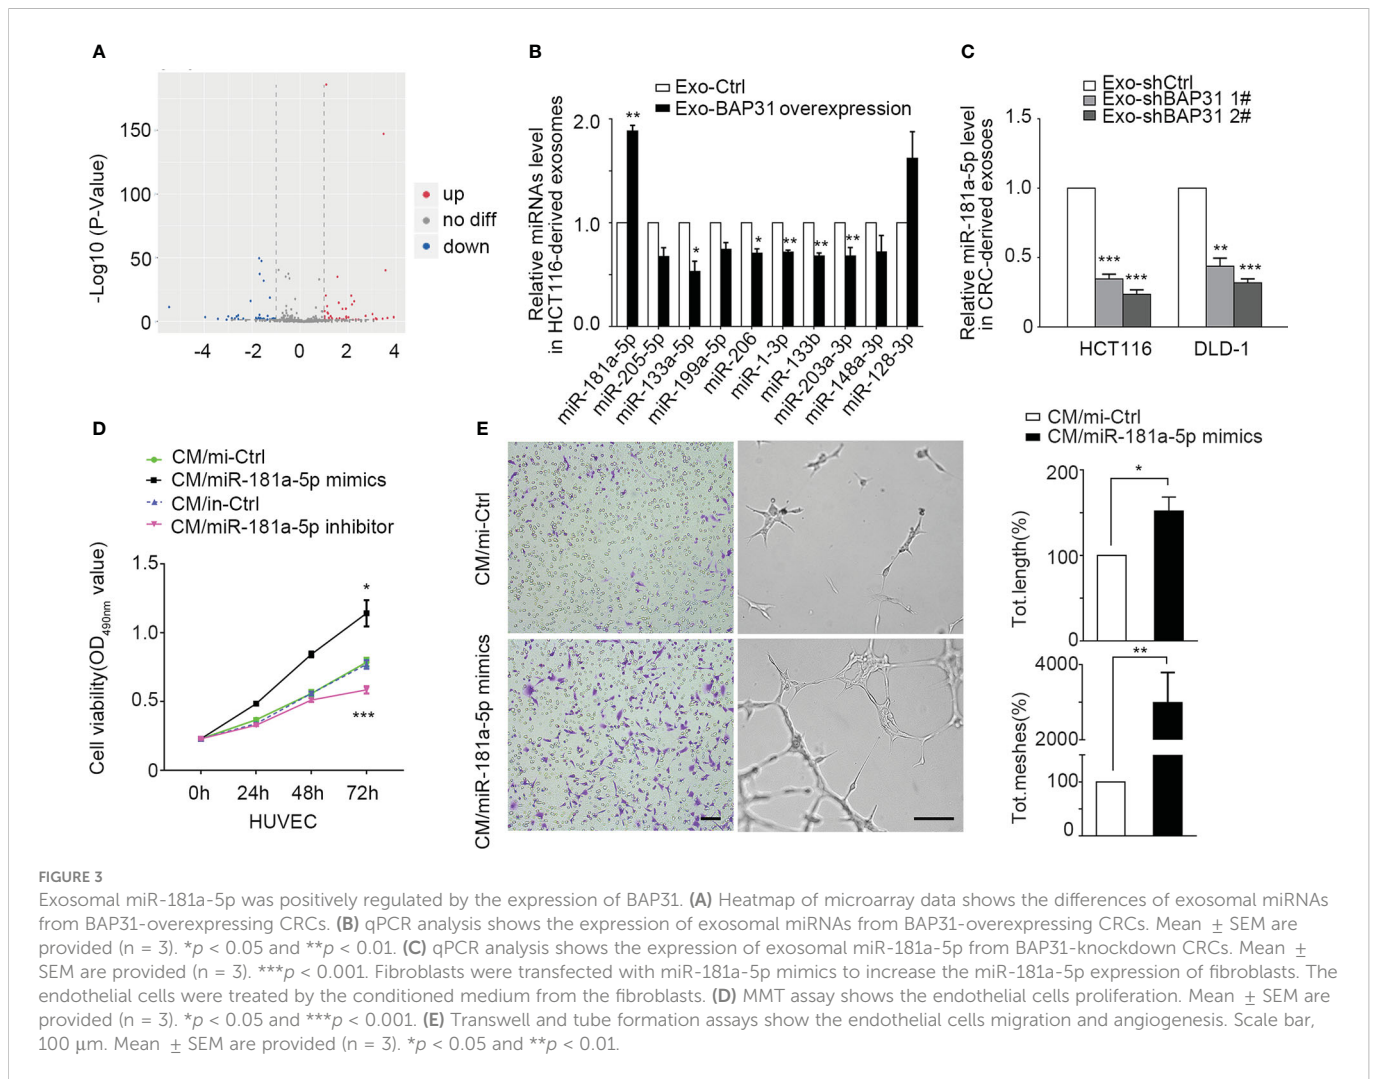 A
-Log10 (P-Value)
150
100
50
0
-4
-2
0
2
4
up
no diff
down
B
Exo-Ctrl
Exo-BAP31 overexpression
Relative miRNAs level
in HCT116-derived exosomes
2.0
1.0
0.0
**
*
*
**
**
**
miR-181a-5p
miR-205-5p
miR-133a-5p
miR-199a-5p
miR-206
miR-1-3p
miR-133b
miR-203a-3p
miR-148a-3p
miR-128-3p
C
Exo-shCtrl
Exo-shBAP31 1#
Exo-shBAP31 2#
Relative miR-181a-5p level
in CRC-derived exosoes
1.5
1.0
0.5
0
***
***
**
***
HCT116
DLD-1
D
CM/mi-Ctrl
CM/miR-181a-5p mimics
CM/in-Ctrl
CM/miR-181a-5p inhibitor
Cell viability(OD490nm value)
1.5
1.0
0.5
0
*
***
0h
24h
48h
72h
HUVEC
E
CM/mi-Ctrl
CM/miR-181a-5p mimics
CM/mi-Ctrl
CM/miR-181a-5p mimics
Tot.length(%)
200
100
0
*
Tot.meshes(%)
4000
2000
100
0
**
FIGURE 3
Exosomal miR-181a-5p was positively regulated by the expression of BAP31. (A) Heatmap of microarray data shows the differences of exosomal miRNAs
from BAP31-overexpressing CRCs. (B) qPCR analysis shows the expression of exosomal miRNAs from BAP31-overexpressing CRCs. Mean ± SEM are
provided (n = 3). *p < 0.05 and **p < 0.01. (C) qPCR analysis shows the expression of exosomal miR-181a-5p from BAP31-knockdown CRCs. Mean ±
SEM are provided (n = 3). ***p < 0.001. Fibroblasts were transfected with miR-181a-5p mimics to increase the miR-181a-5p expression of fibroblasts. The
endothelial cells were treated by the conditioned medium from the fibroblasts. (D) MMT assay shows the endothelial cells proliferation. Mean ± SEM are
provided (n = 3). *p < 0.05 and ***p < 0.001. (E) Transwell and tube formation assays show the endothelial cells migration and angiogenesis. Scale bar,
100 μm. Mean ± SEM are provided (n = 3). *p < 0.05 and **p < 0.01.